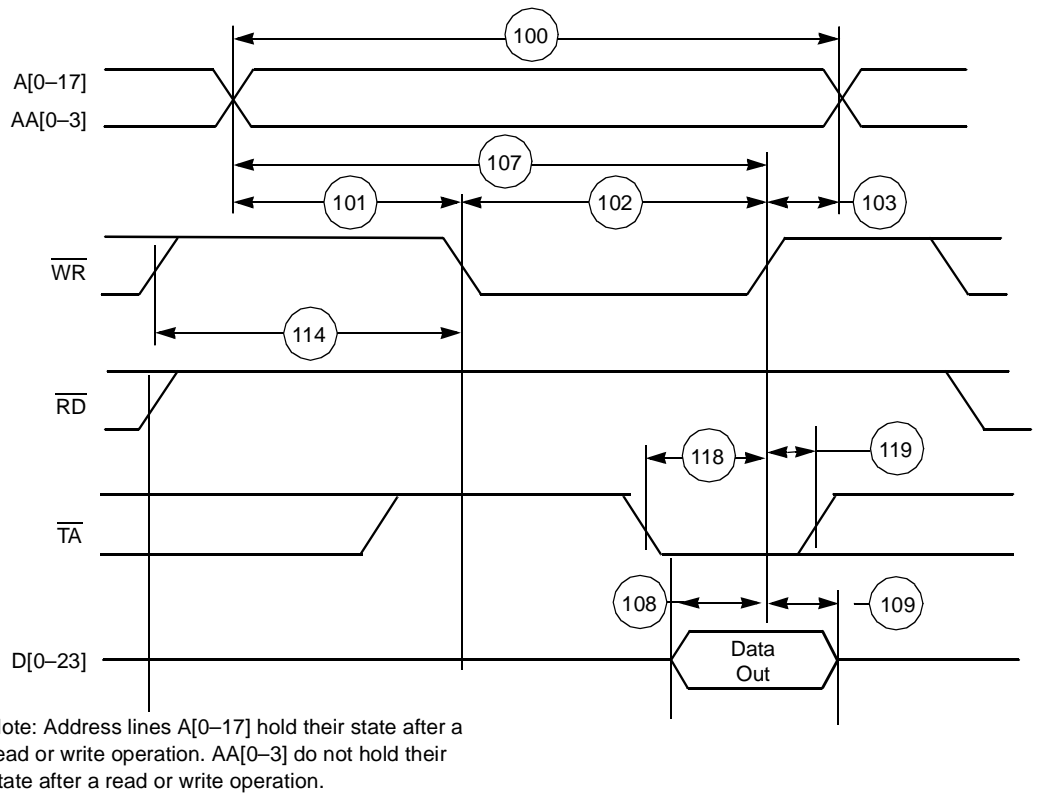 100
A[0–17]
AA[0–3]
107
101
102
103
WR
114
RD
118
119
TA
108
109
D[0–23]
Data
Out
ote: Address lines A[0–17] hold their state after a
ead or write operation. AA[0–3] do not hold their
tate after a read or write operation.